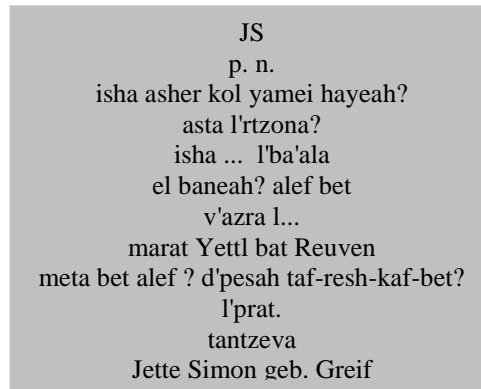 JS
p. n.
isha asher kol yamei hayeah?
asta l'rtzona?
isha ... l'ba'ala
el baneah? alef bet
v'azra l...
marat Yettl bat Reuven
meta bet alef ? d'pesah taf-resh-kaf-bet?
l'prat.
tantzeva
Jette Simon geb. Greif